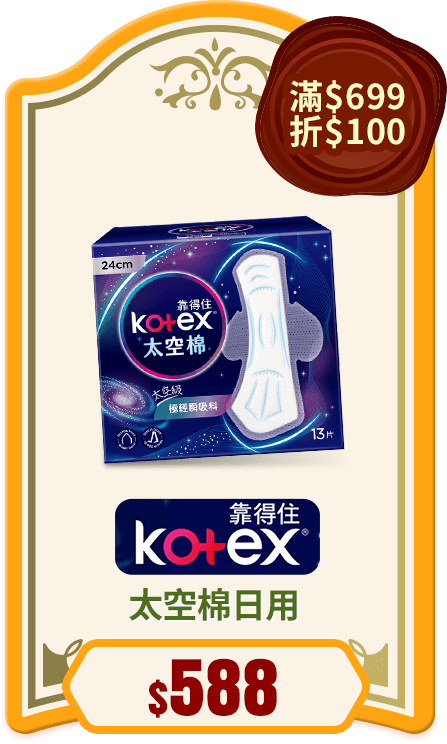 滿$699
折$100
24cm
靠得住
kotex®
太空棉
太空級
極輕瞬吸料
13片
靠得住
kotex®
太空棉日用
$588